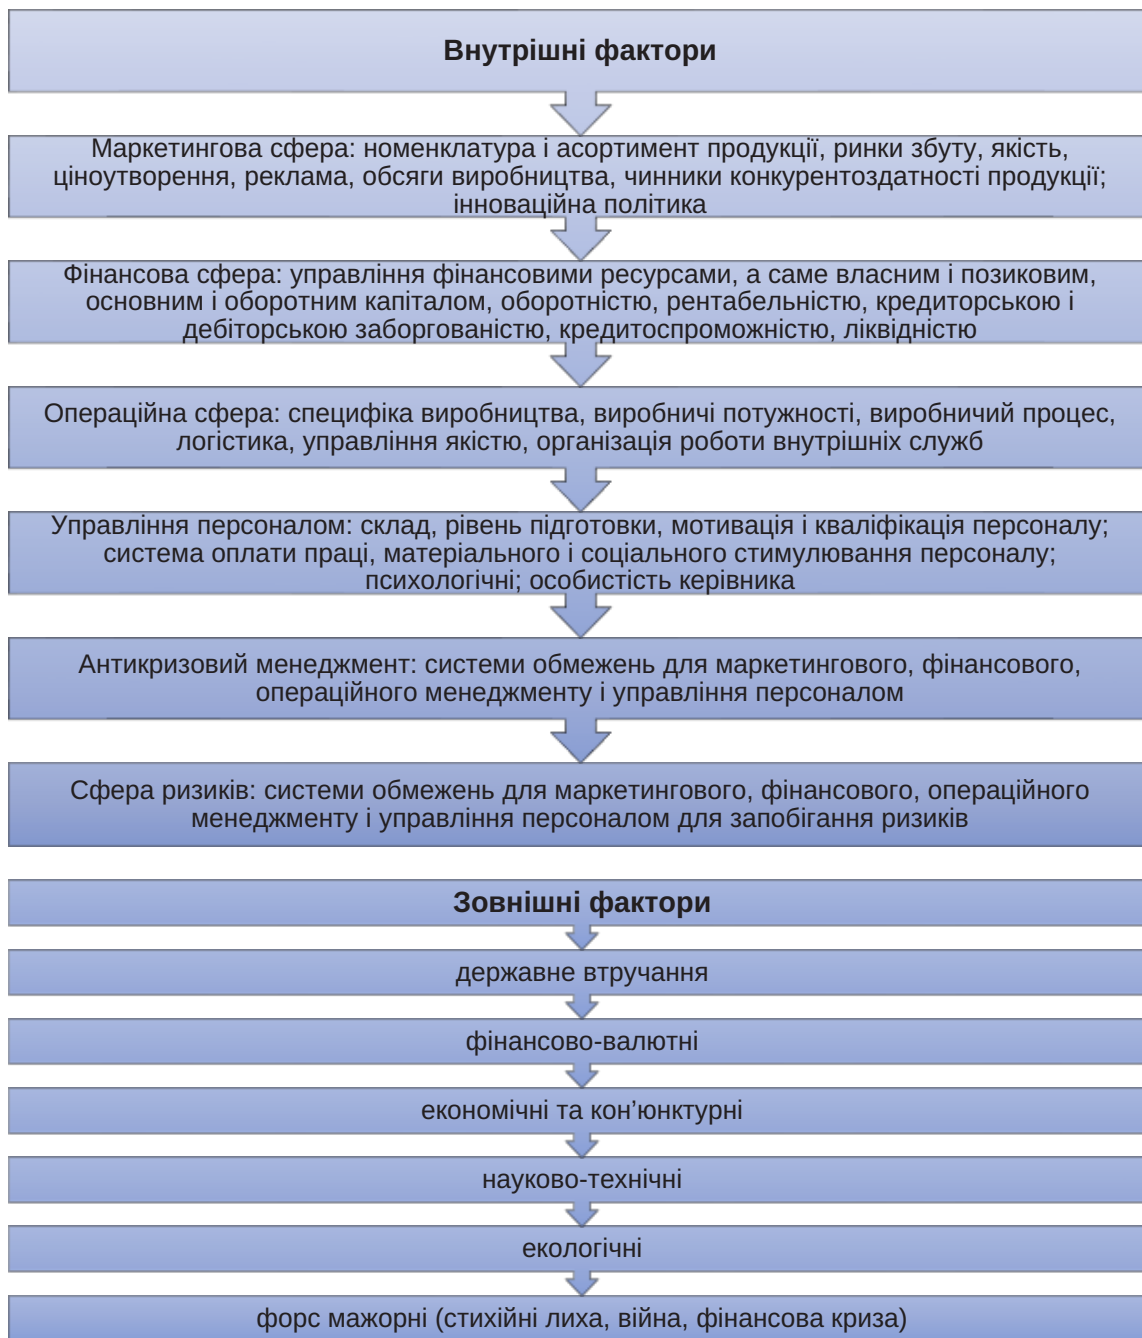 Внутрішні фактори
Маркетингова сфера: номенклатура і асортимент продукції, ринки збуту, якість,
ціноутворення, реклама, обсяги виробництва, чинники конкурентоздатності продукції;
інноваційна політика
Фінансова сфера: управління фінансовими ресурсами, а саме власним і позиковим,
основним і оборотним капіталом, оборотністю, рентабельністю, кредиторською і
дебіторською заборгованістю, кредитоспроможністю, ліквідністю
Операційна сфера: специфіка виробництва, виробничі потужності, виробничий процес,
логістика, управління якістю, організація роботи внутрішніх служб
Управління персоналом: склад, рівень підготовки, мотивація і кваліфікація персоналу;
система оплати праці, матеріального і соціального стимулювання персоналу;
психологічні; особистість керівника
Антикризовий менеджмент: системи обмежень для маркетингового, фінансового,
операційного менеджменту і управління персоналом
Сфера ризиків: системи обмежень для маркетингового, фінансового, операційного
менеджменту і управління персоналом для запобігання ризиків
Зовнішні фактори
державне втручання
фінансово-валютні
економічні та кон’юнктурні
науково-технічні
екологічні
форс мажорні (стихійні лиха, війна, фінансова криза)